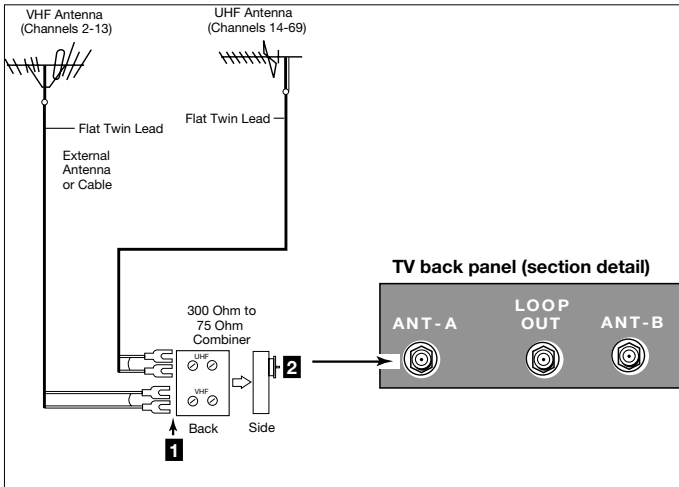 VHF Antenna
(Channels 2-13)
UHF Antenna
(Channels 14-69)
Flat Twin Lead
Flat Twin Lead
External
Antenna
or Cable
TV back panel (section detail)
ANT-A
LOOP
OUT
ANT-B
300 Ohm to
75 Ohm
Combiner
UHF
VHF
2
Back
Side
1